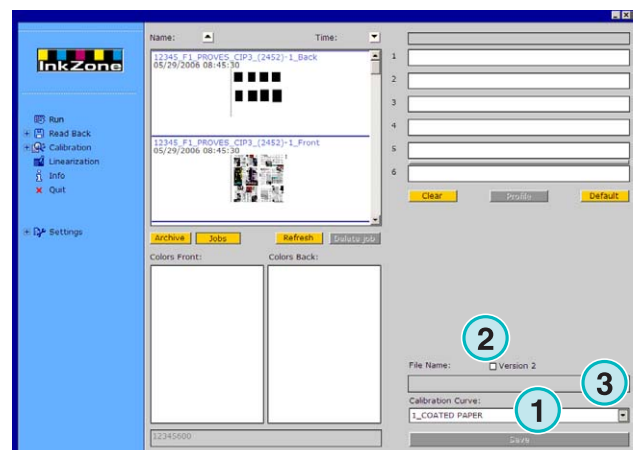 InkZone
Run
Read Back
Calibration
Linearization
Info
Quit
Settings
Name: Time:
12345_F1_PROVES_CIP3_(2452)-1_Back
05/29/2006 08:45:30
12345_F1_PROVES_CIP3_(2452)-1_Front
05/29/2006 08:45:30
Archive Jobs Refresh Delete job
Colors Front: Colors Back:
12345600
1
2
3
4
5
6
Clear Profile Default
2
File Name: Version 2
3
Calibration Curve:
1
1_COATED PAPER
Save